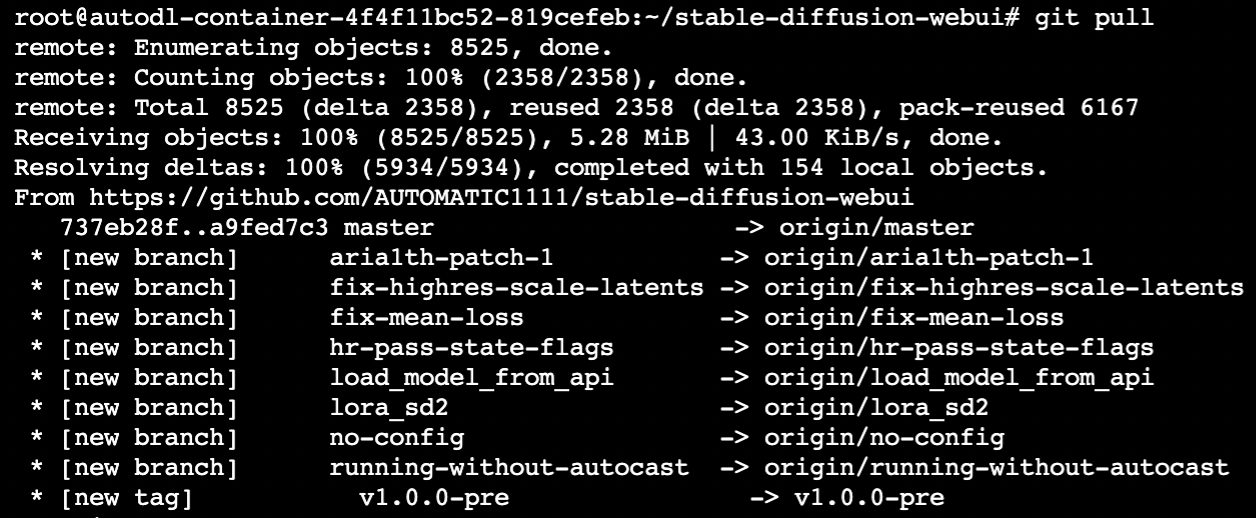 root@autodl-container-4f4f11bc52-819cefeb:~/stable-diffusion-webui# git pull
remote: Enumerating objects: 8525, done.
remote: Counting objects: 100% (2358/2358), done.
remote: Total 8525 (delta 2358), reused 2358 (delta 2358), pack-reused 6167
Receiving objects: 100% (8525/8525), 5.28 MiB | 43.00 KiB/s, done.
Resolving deltas: 100% (5934/5934), completed with 154 local objects.
From https://github.com/AUTOMATIC1111/stable-diffusion-webui
   737eb28f..a9fed7c3 master                    -> origin/master
 * [new branch]      aria1th-patch-1           -> origin/aria1th-patch-1
 * [new branch]      fix-highres-scale-latents -> origin/fix-highres-scale-latents
 * [new branch]      fix-mean-loss             -> origin/fix-mean-loss
 * [new branch]      hr-pass-state-flags       -> origin/hr-pass-state-flags
 * [new branch]      load_model_from_api       -> origin/load_model_from_api
 * [new branch]      lora_sd2                  -> origin/lora_sd2
 * [new branch]      no-config                 -> origin/no-config
 * [new branch]      running-without-autocast  -> origin/running-without-autocast
 * [new tag]           v1.0.0-pre                -> v1.0.0-pre